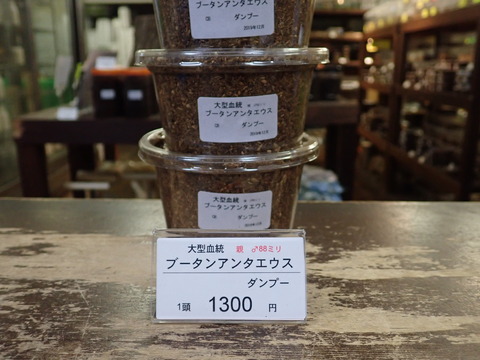 ブータンアンタエウス
ダンプー
大型血統
ブータンアンタエウス
ダンプー
大型血統
ブータンアンタエウス
ダンプー
大型血統 親 ♂88ミリ
ブータンアンタエウス
ダンプー
1頭 1300 円